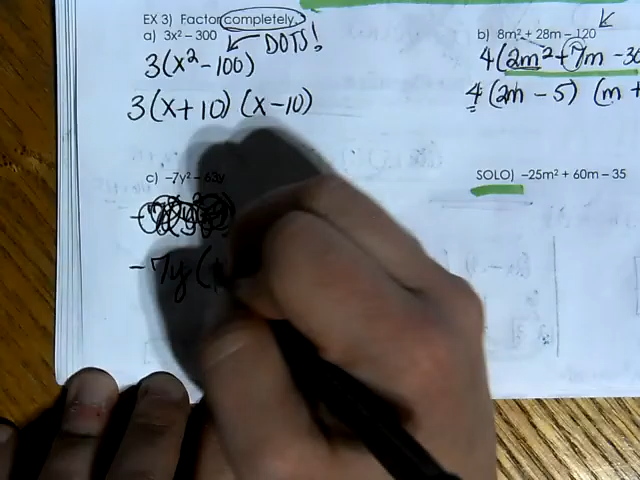 EX 3) Factor completely.
a) 3x² - 300
DOTS!
3(x² - 100)
3(x+10) (x-10)
b) 8m² + 28m - 120
4(2m² + 7m - 30
4(2m - 5) (m +
c) -7y² - 63y
-7y(
SOLO) -25m² + 60m - 35